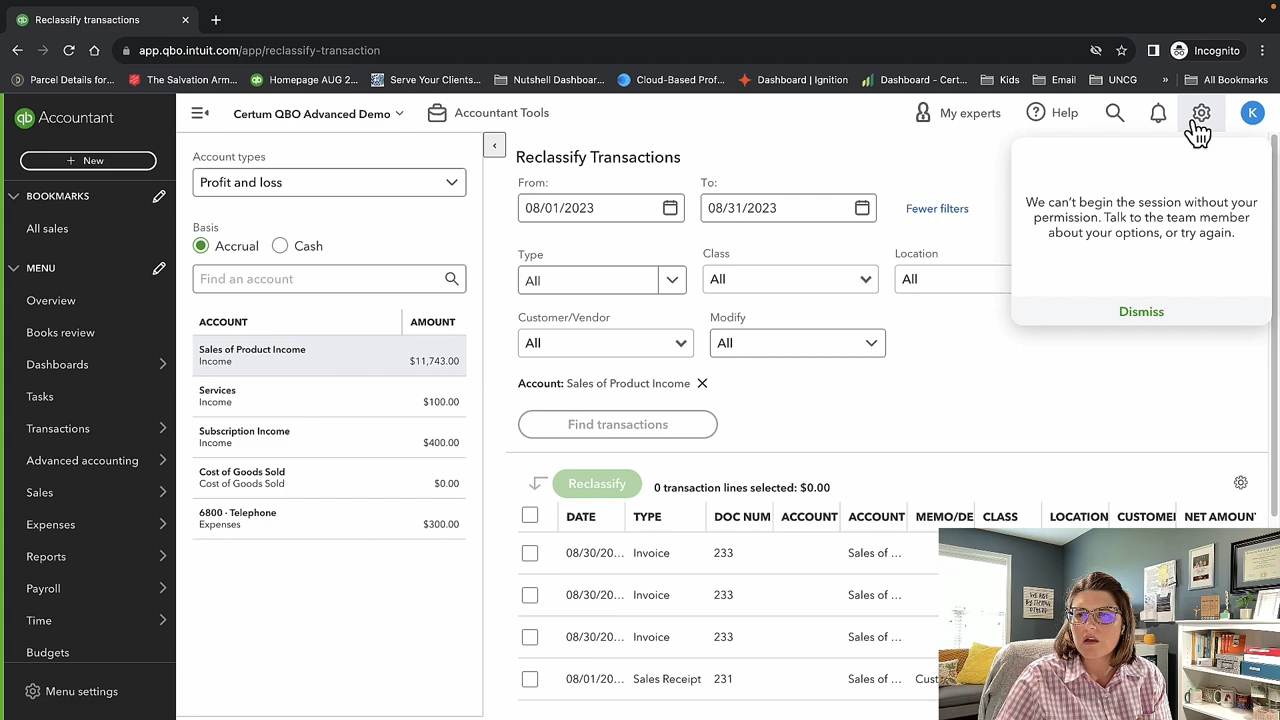 Reclassify transactions
app.qbo.intuit.com/app/reclassify-transaction
Incognito
Parcel Details for...
The Salvation Arm...
Homepage AUG 2...
Serve Your Clients...
Nutshell Dashboar...
Cloud-Based Prof...
Dashboard | Ignition
Dashboard - Cert...
Kids
Email
UNCG
»
All Bookmarks
qb Accountant
Certum QBO Advanced Demo
Accountant Tools
My experts
Help
K
+ New
BOOKMARKS
All sales
MENU
Overview
Books review
Dashboards
Tasks
Transactions
Advanced accounting
Sales
Expenses
Reports
Payroll
Time
Budgets
Menu settings
Account types
Profit and loss
Basis
Accrual
Cash
Find an account
ACCOUNT AMOUNT
Sales of Product Income
Income $11,743.00
Services
Income $100.00
Subscription Income
Income $400.00
Cost of Goods Sold
Cost of Goods Sold $0.00
6800 · Telephone
Expenses $300.00
Reclassify Transactions
From: To:
08/01/2023 08/31/2023 Fewer filters
Type Class Location
All All All
Customer/Vendor Modify
All All
Account: Sales of Product Income
Find transactions
We can't begin the session without your
permission. Talk to the team member
about your options, or try again.
Dismiss
Reclassify 0 transaction lines selected: $0.00
DATE TYPE DOC NUM ACCOUNT ACCOUNT MEMO/DE CLASS LOCATION CUSTOMEI NET AMOUN
08/30/20... Invoice 233 Sales of ...
08/30/20... Invoice 233 Sales of ...
08/30/20... Invoice 233 Sales of ...
08/01/20... Sales Receipt 231 Sales of ... Cust